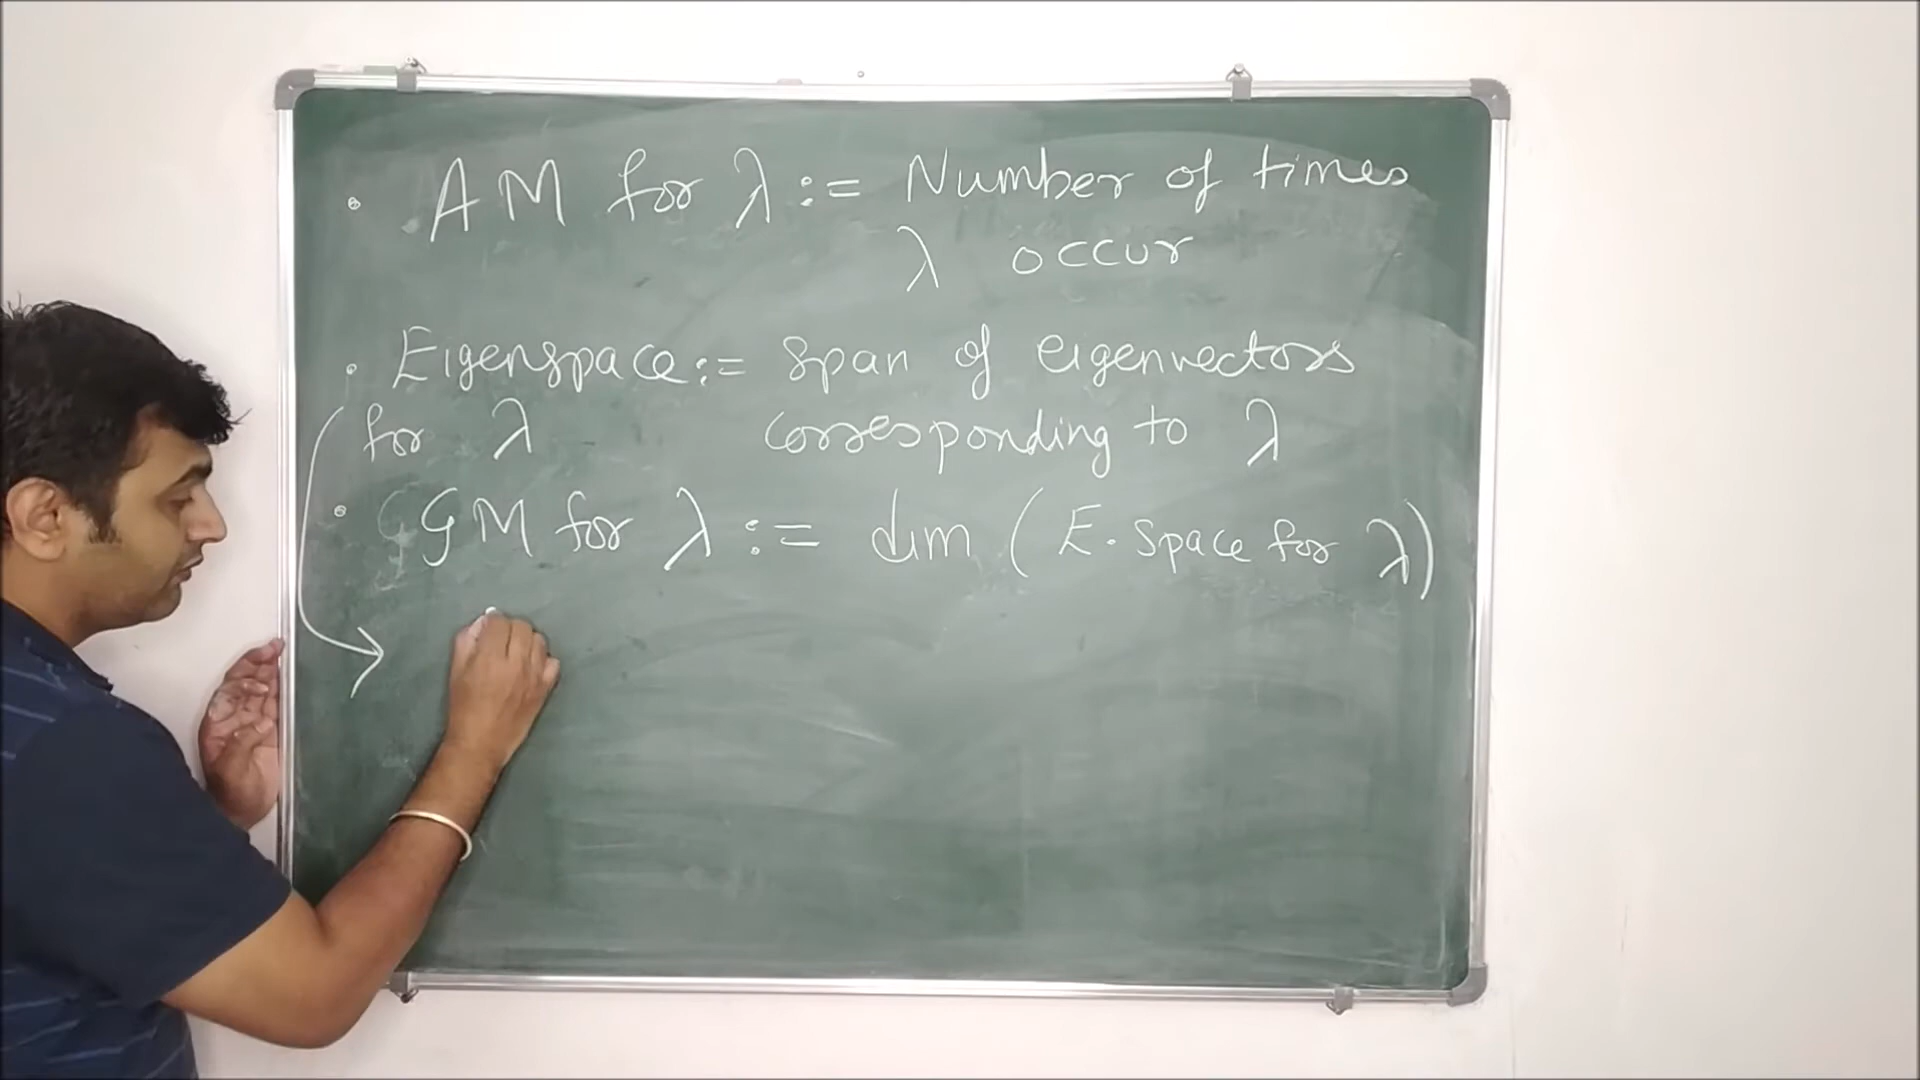 • AM for λ := Number of times
λ occur
• Eigenspace := span of eigenvectors
for λ corresponding to λ
• GM for λ := dim (E. Space for λ)